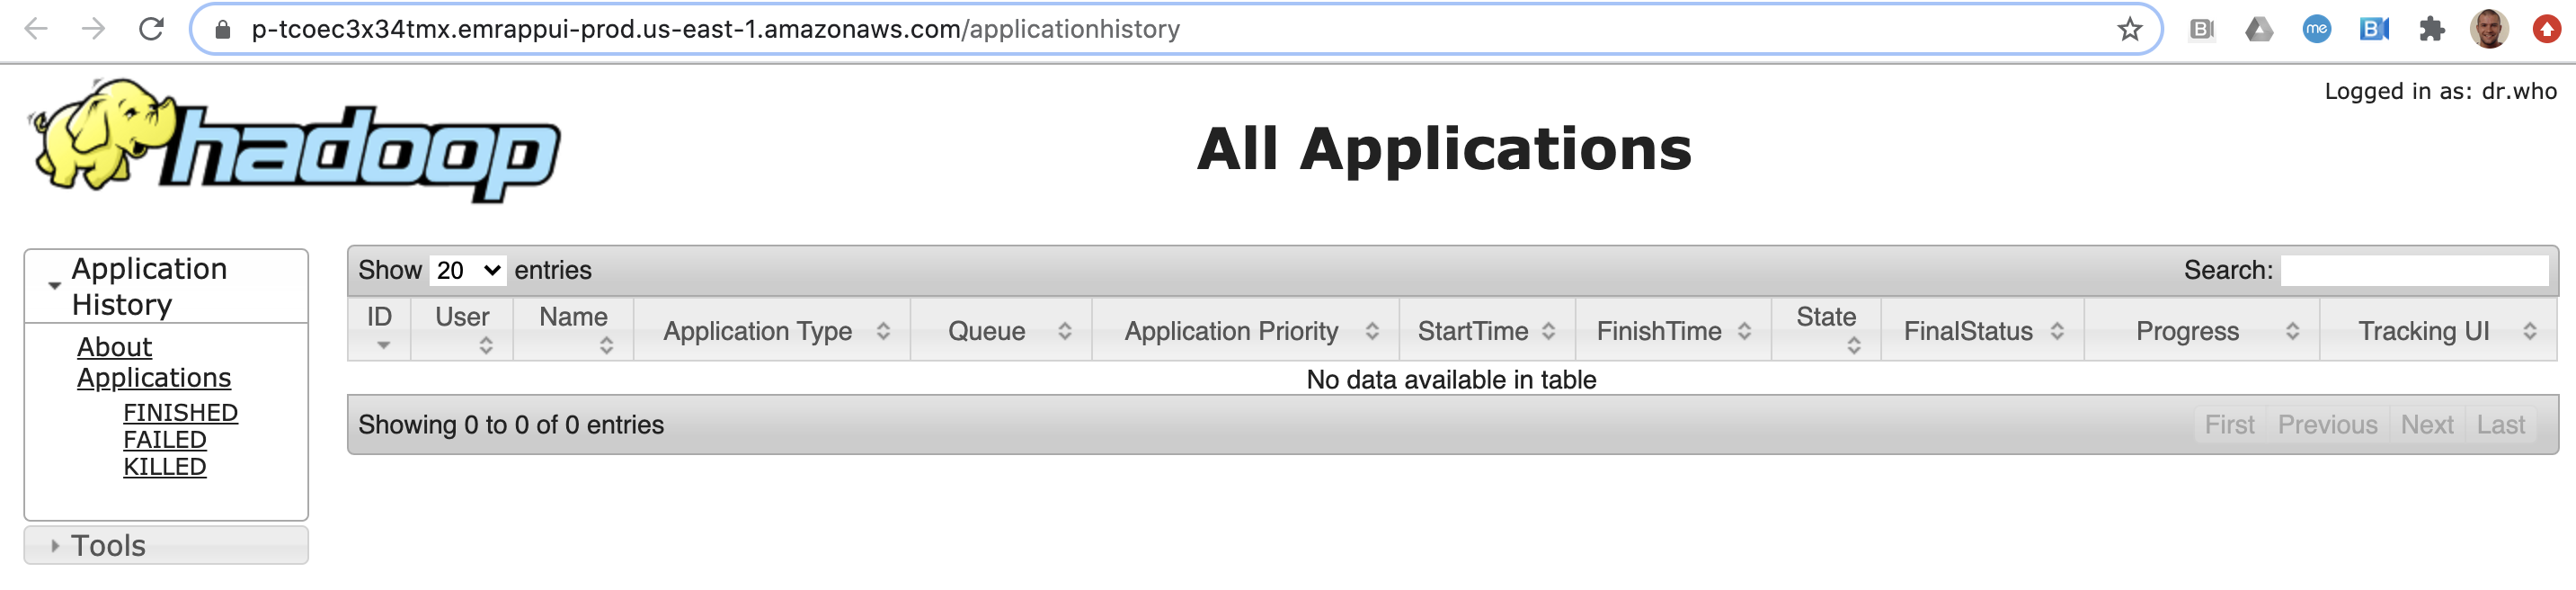 p-tcoec3x34tmx.emrappui-prod.us-east-1.amazonaws.com/applicationhistory
B
me
B
Logged in as: dr.who
hadoop
All Applications
Application
History
About
Applications
FINISHED
FAILED
KILLED
Tools
Show 20 entries
Search:
ID User Name Application Type Queue Application Priority StartTime FinishTime State FinalStatus Progress Tracking UI
No data available in table
Showing 0 to 0 of 0 entries
First Previous Next Last